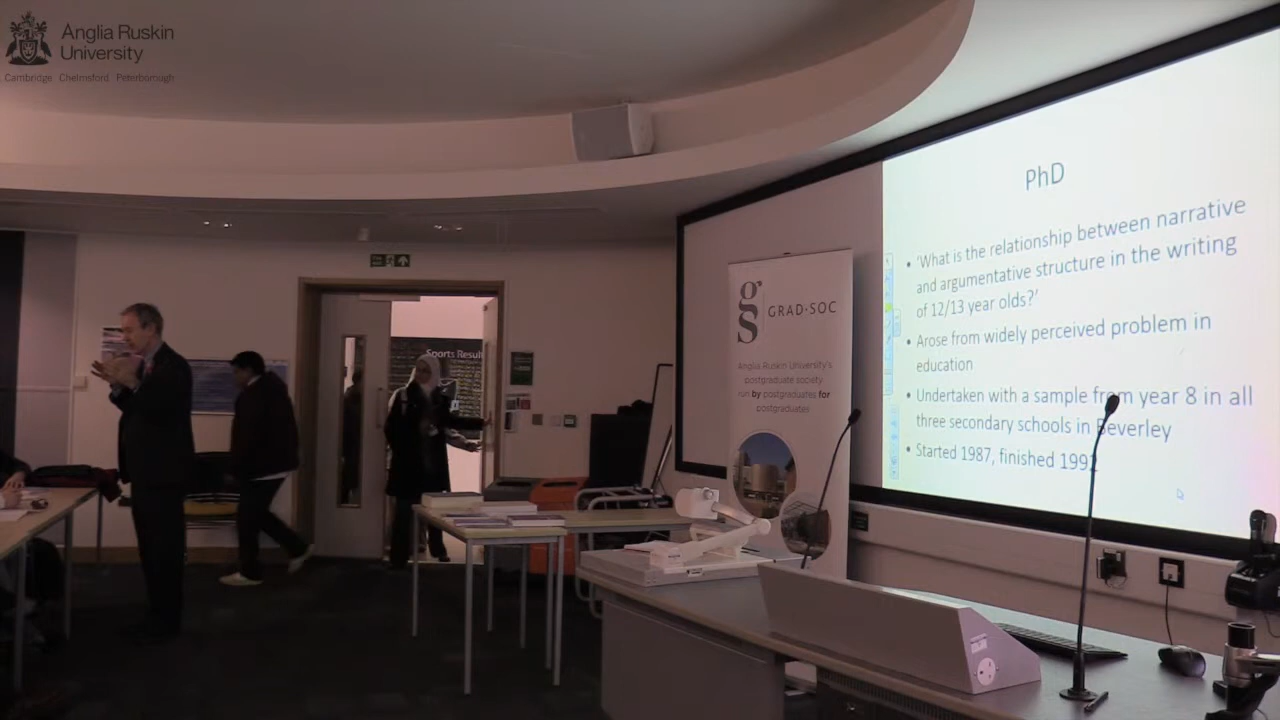 Anglia Ruskin
University
Cambridge Chelmsford Peterborough
PhD
• 'What is the relationship between narrative
and argumentative structure in the writing
of 12/13 year olds?'
• Arose from widely perceived problem in
education
• Undertaken with a sample from year 8 in all
three secondary schools in Beverley
• Started 1987, finished
gs GRAD·SOC
Anglia Ruskin University's
postgraduate society
run by postgraduates for
postgraduates
Sports Result